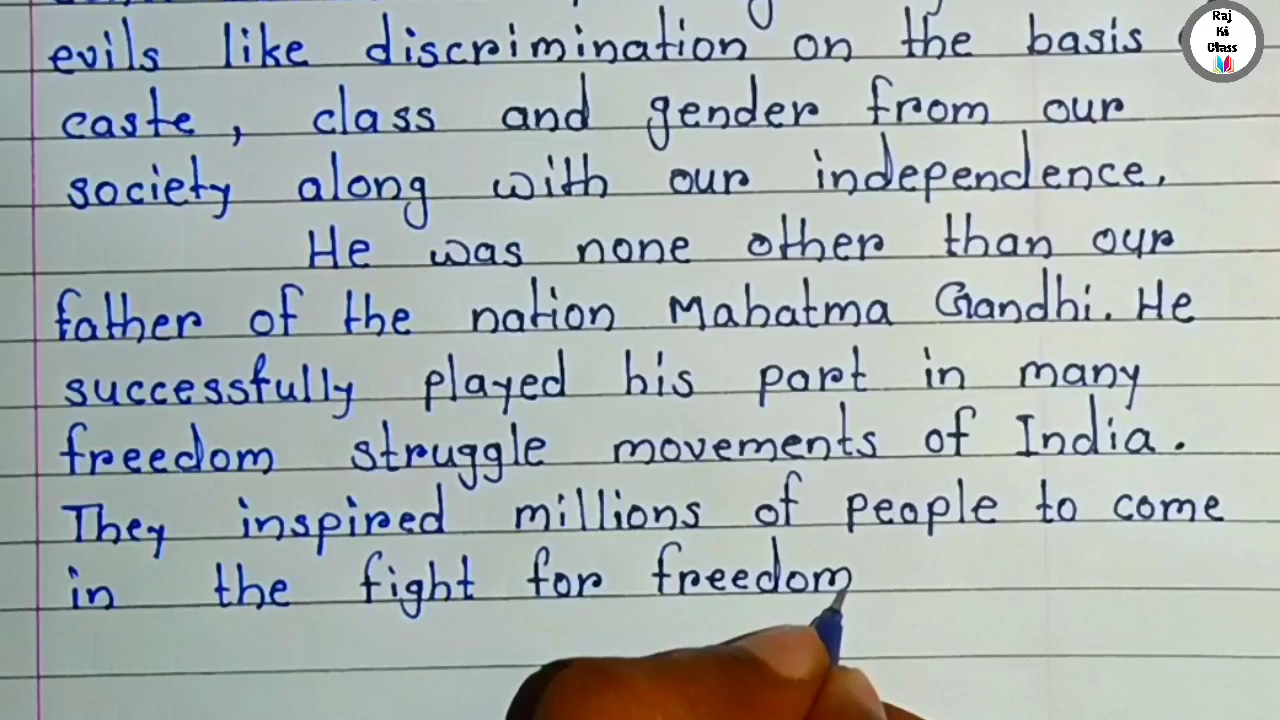 evils like discrimination on the basis
caste, class and gender from our
society along with our independence.
He was none other than our
father of the nation Mahatma Gandhi. He
successfully played his part in many
freedom struggle movements of India.
They inspired millions of people to come
in the fight for freedom
Raj
Ki
Class